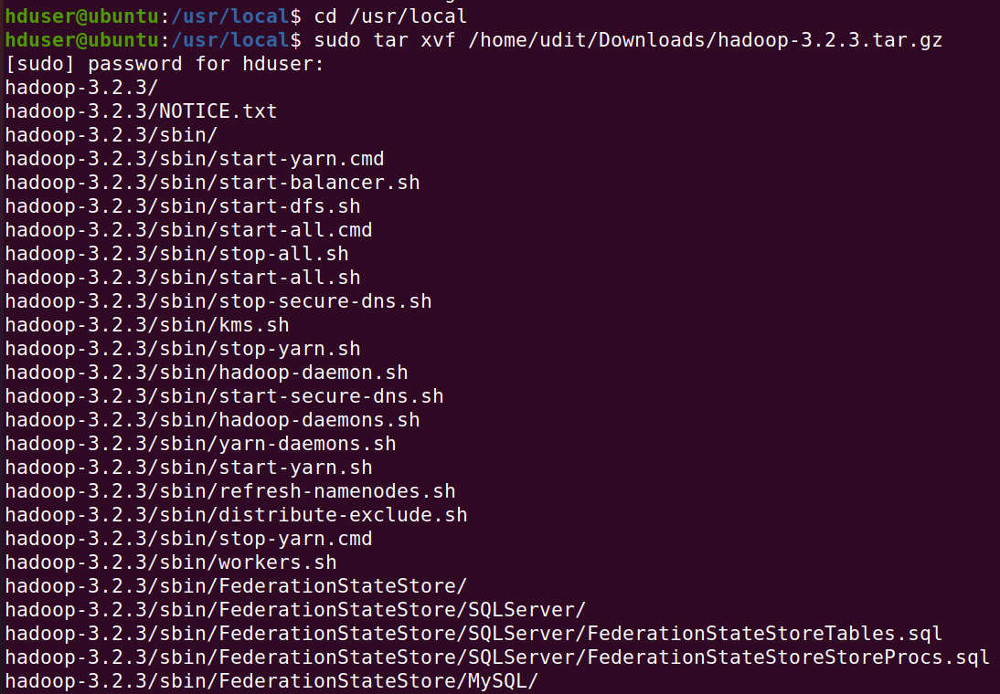 hduser@ubuntu:/usr/local$ cd /usr/local
hduser@ubuntu:/usr/local$ sudo tar xvf /home/udit/Downloads/hadoop-3.2.3.tar.gz
[sudo] password for hduser:
hadoop-3.2.3/
hadoop-3.2.3/NOTICE.txt
hadoop-3.2.3/sbin/
hadoop-3.2.3/sbin/start-yarn.cmd
hadoop-3.2.3/sbin/start-balancer.sh
hadoop-3.2.3/sbin/start-dfs.sh
hadoop-3.2.3/sbin/start-all.cmd
hadoop-3.2.3/sbin/stop-all.sh
hadoop-3.2.3/sbin/start-all.sh
hadoop-3.2.3/sbin/stop-secure-dns.sh
hadoop-3.2.3/sbin/kms.sh
hadoop-3.2.3/sbin/stop-yarn.sh
hadoop-3.2.3/sbin/hadoop-daemon.sh
hadoop-3.2.3/sbin/start-secure-dns.sh
hadoop-3.2.3/sbin/hadoop-daemons.sh
hadoop-3.2.3/sbin/yarn-daemons.sh
hadoop-3.2.3/sbin/start-yarn.sh
hadoop-3.2.3/sbin/refresh-namenodes.sh
hadoop-3.2.3/sbin/distribute-exclude.sh
hadoop-3.2.3/sbin/stop-yarn.cmd
hadoop-3.2.3/sbin/workers.sh
hadoop-3.2.3/sbin/FederationStateStore/
hadoop-3.2.3/sbin/FederationStateStore/SQLServer/
hadoop-3.2.3/sbin/FederationStateStore/SQLServer/FederationStateStoreTables.sql
hadoop-3.2.3/sbin/FederationStateStore/SQLServer/FederationStateStoreStoreProcs.sql
hadoop-3.2.3/sbin/FederationStateStore/MySQL/